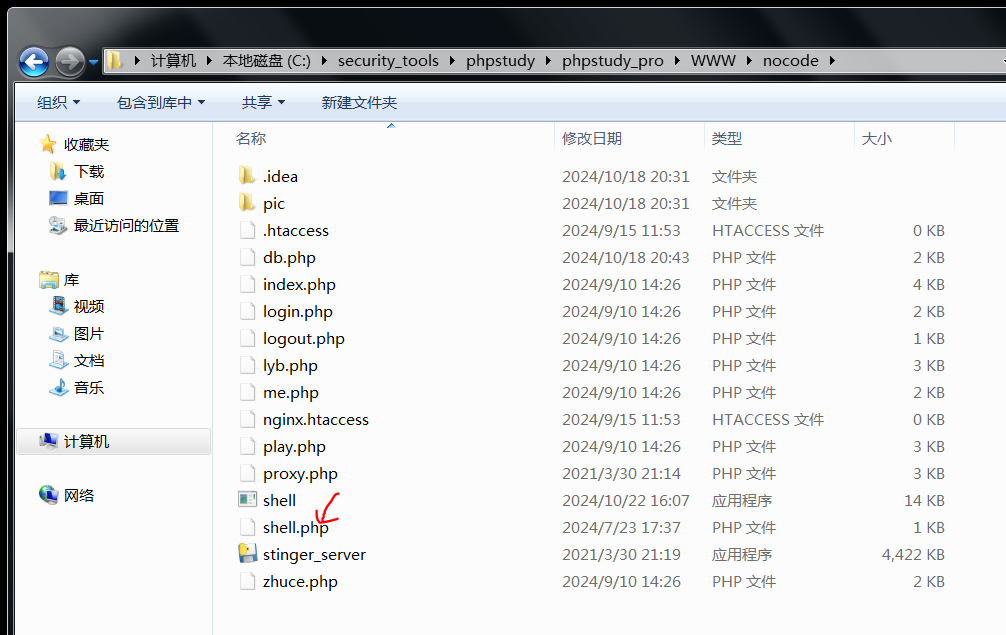 计算机 本地磁盘 (C:) security_tools phpstudy phpstudy_pro WWW nocode
组织 包含到库中 共享 新建文件夹
收藏夹
下载
桌面
最近访问的位置
库
视频
图片
文档
音乐
计算机
网络
名称 修改日期 类型 大小
.idea 2024/10/18 20:31 文件夹
pic 2024/10/18 20:31 文件夹
.htaccess 2024/9/15 11:53 HTACCESS 文件 0 KB
db.php 2024/10/18 20:43 PHP 文件 2 KB
index.php 2024/9/10 14:26 PHP 文件 4 KB
login.php 2024/9/10 14:26 PHP 文件 2 KB
logout.php 2024/9/10 14:26 PHP 文件 1 KB
lyb.php 2024/9/10 14:26 PHP 文件 3 KB
me.php 2024/9/10 14:26 PHP 文件 2 KB
nginx.htaccess 2024/9/15 11:53 HTACCESS 文件 0 KB
play.php 2024/9/10 14:26 PHP 文件 3 KB
proxy.php 2021/3/30 21:14 PHP 文件 3 KB
shell 2024/10/22 16:07 应用程序 14 KB
shell.php 2024/7/23 17:37 PHP 文件 1 KB
stinger_server 2021/3/30 21:19 应用程序 4,422 KB
zhuce.php 2024/9/10 14:26 PHP 文件 2 KB